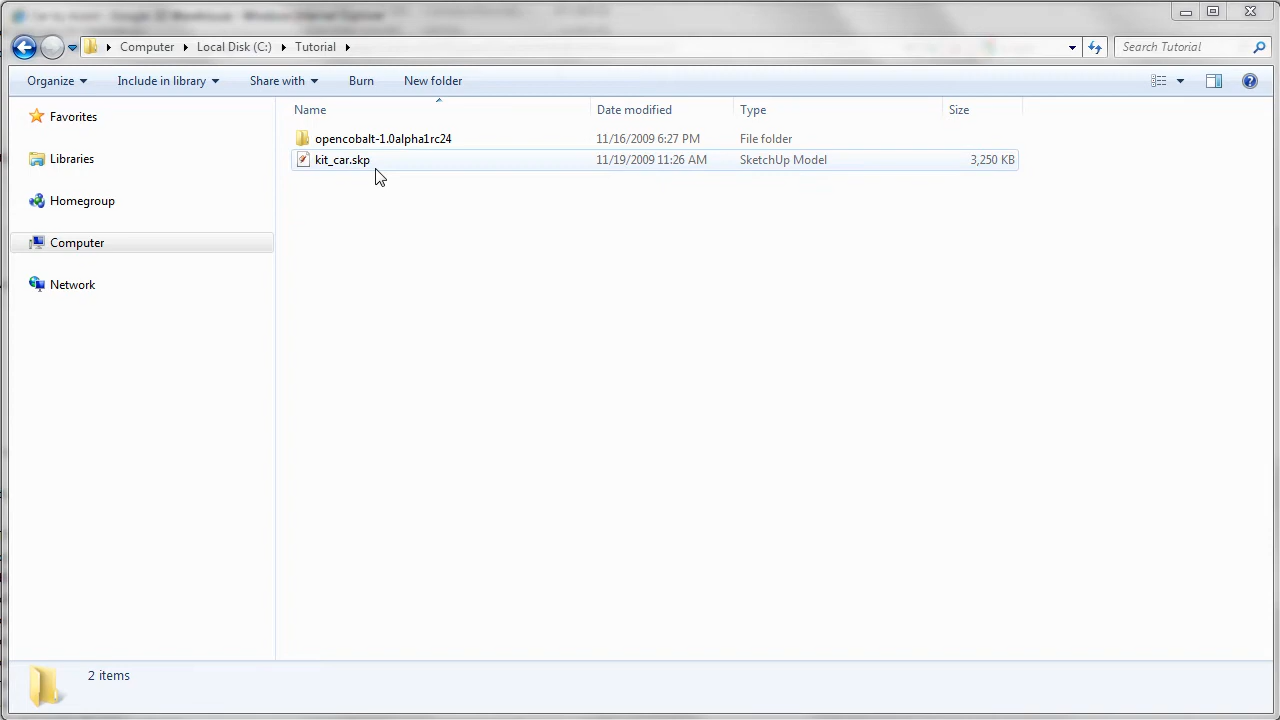 Computer Local Disk (C:) Tutorial Search Tutorial
Organize Include in library Share with Burn New folder
Favorites
Libraries
Homegroup
Computer
Network
Name Date modified Type Size
opencobalt-1.0alpha1rc24 11/16/2009 6:27 PM File folder
kit_car.skp 11/19/2009 11:26 AM SketchUp Model 3,250 KB
2 items